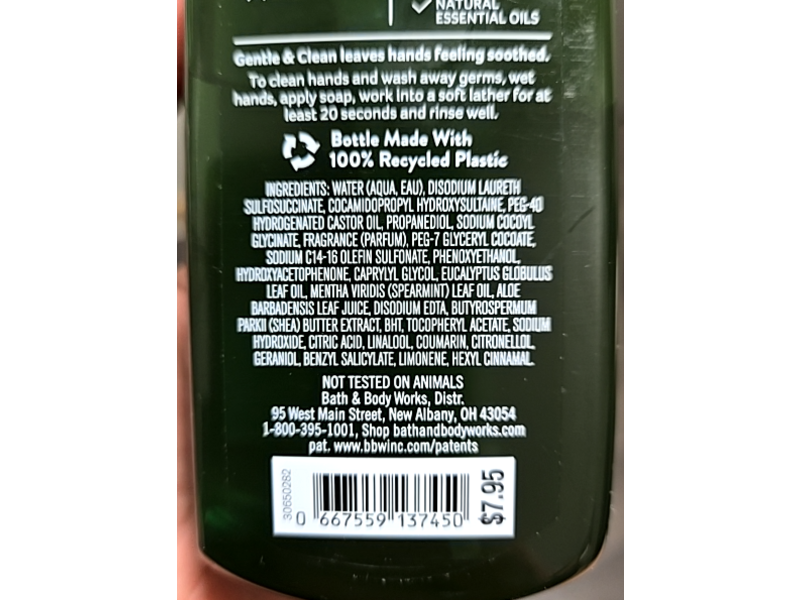 NATURAL
ESSENTIAL OILS
Gentle & Clean leaves hands feeling soothed.
To clean hands and wash away germs, wet
hands, apply soap, work into a soft lather for at
least 20 seconds and rinse well.
Bottle Made With
100% Recycled Plastic
INGREDIENTS: WATER (AQUA, EAU), DISODIUM LAURETH
SULFOSUCCINATE, COCAMIDOPROPYL HYDROXYSULTAINE, PEG-40
HYDROGENATED CASTOR OIL, PROPANEDIOL, SODIUM COCOYL
GLYCINATE, FRAGRANCE (PARFUM), PEG-7 GLYCERYL COCOATE,
SODIUM C14-16 OLEFIN SULFONATE, PHENOXYETHANOL,
HYDROXYACETOPHENONE, CAPRYLYL GLYCOL, EUCALYPTUS GLOBULUS
LEAF OIL, MENTHA VIRIDIS (SPEARMINT) LEAF OIL, ALOE
BARBADENSIS LEAF JUICE, DISODIUM EDTA, BUTYROSPERMUM
PARKII (SHEA) BUTTER EXTRACT, BHT, TOCOPHERYL ACETATE, SODIUM
HYDROXIDE, CITRIC ACID, LINALOOL, COUMARIN, CITRONELLOL,
GERANIOL, BENZYL SALICYLATE, LIMONENE, HEXYL CINNAMAL.
NOT TESTED ON ANIMALS
Bath & Body Works, Distr.
95 West Main Street, New Albany, OH 43054
1-800-395-1001, Shop bathandbodyworks.com
pat. www.bbwinc.com/patents
30650282
0 667559 137450
$7.95